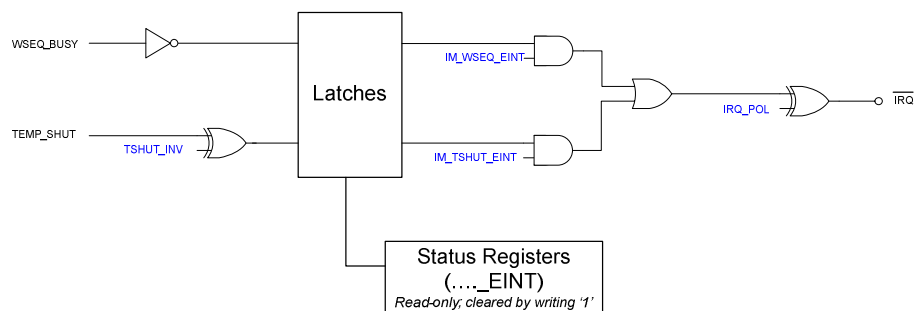 WSEQ_BUSY
IM_WSEQ_EINT
Latches
IRQ_POL
IRQ
TEMP_SHUT
TSHUT_INV
IM_TSHUT_EINT
Status Registers
(…._EINT)
Read-only; cleared by writing ‘1’